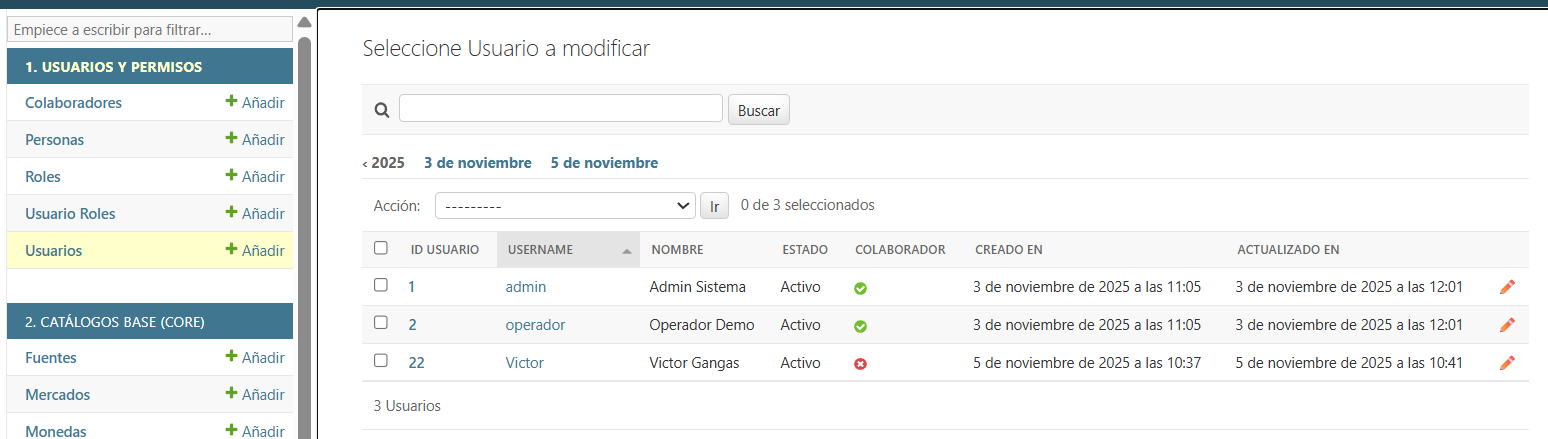 Empiece a escribir para filtrar...
1. USUARIOS Y PERMISOS
Colaboradores Añadir
Personas Añadir
Roles Añadir
Usuario Roles Añadir
Usuarios Añadir
2. CATÁLOGOS BASE (CORE)
Fuentes Añadir
Mercados Añadir
Monedas Añadir
Seleccione Usuario a modificar
Buscar
‹ 2025 3 de noviembre 5 de noviembre
Acción: --------- Ir 0 de 3 seleccionados
ID USUARIO USERNAME NOMBRE ESTADO COLABORADOR CREADO EN ACTUALIZADO EN
1 admin Admin Sistema Activo 3 de noviembre de 2025 a las 11:05 3 de noviembre de 2025 a las 12:01
2 operador Operador Demo Activo 3 de noviembre de 2025 a las 11:05 3 de noviembre de 2025 a las 12:01
22 Victor Victor Gangas Activo 5 de noviembre de 2025 a las 10:37 5 de noviembre de 2025 a las 10:41
3 Usuarios